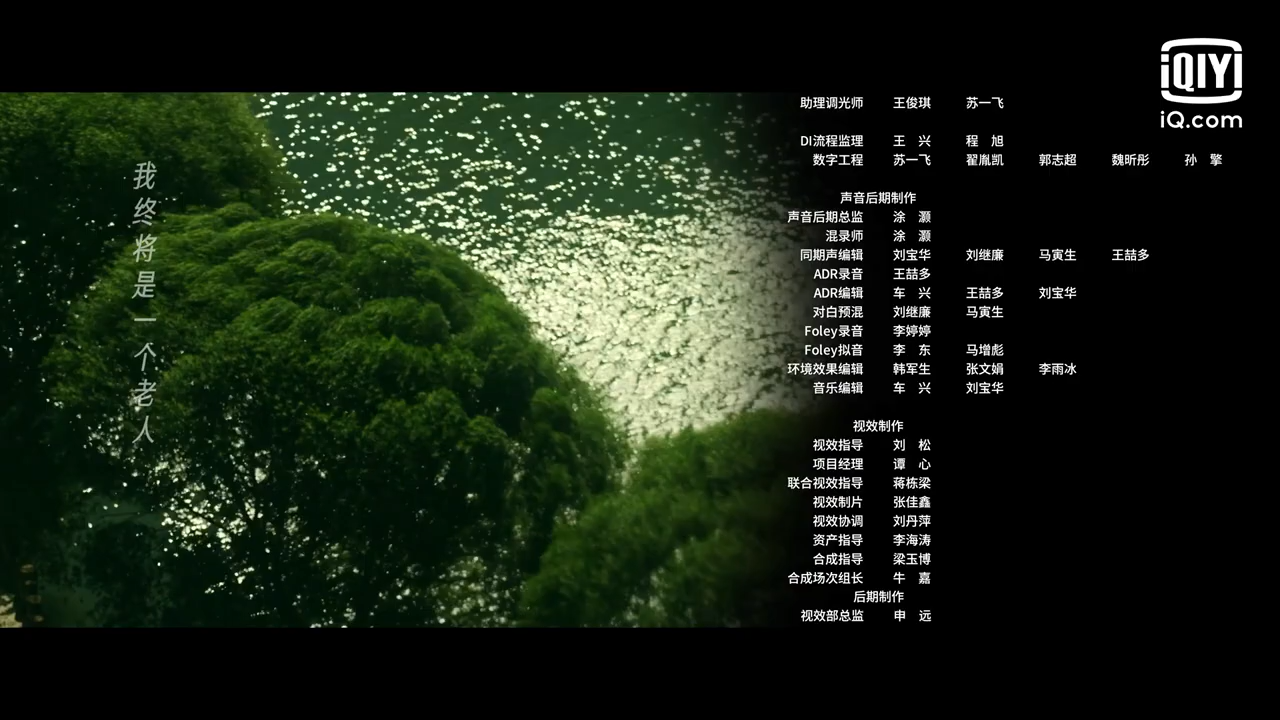 iQIYI
iQ.com
我终将是一个老人
助理调光师 王俊琪 苏一飞
DI流程监理 王 兴 程 旭
数字工程 苏一飞 翟胤凯 郭志超 魏昕彤 孙 擎
声音后期制作
声音后期总监 涂 灏
混录师 涂 灏
同期声编辑 刘宝华 刘继廉 马寅生 王喆多
ADR录音 王喆多
ADR编辑 车 兴 王喆多 刘宝华
对白预混 刘继廉 马寅生
Foley录音 李婷婷
Foley拟音 李 东 马增彪
环境效果编辑 韩军生 张文娟 李雨冰
音乐编辑 车 兴 刘宝华
视效制作
视效指导 刘 松
项目经理 谭 心
联合视效指导 蒋栋梁
视效制片 张佳鑫
视效协调 刘丹萍
资产指导 李海涛
合成指导 梁玉博
合成场次组长 牛 嘉
后期制作
视效部总监 申 远